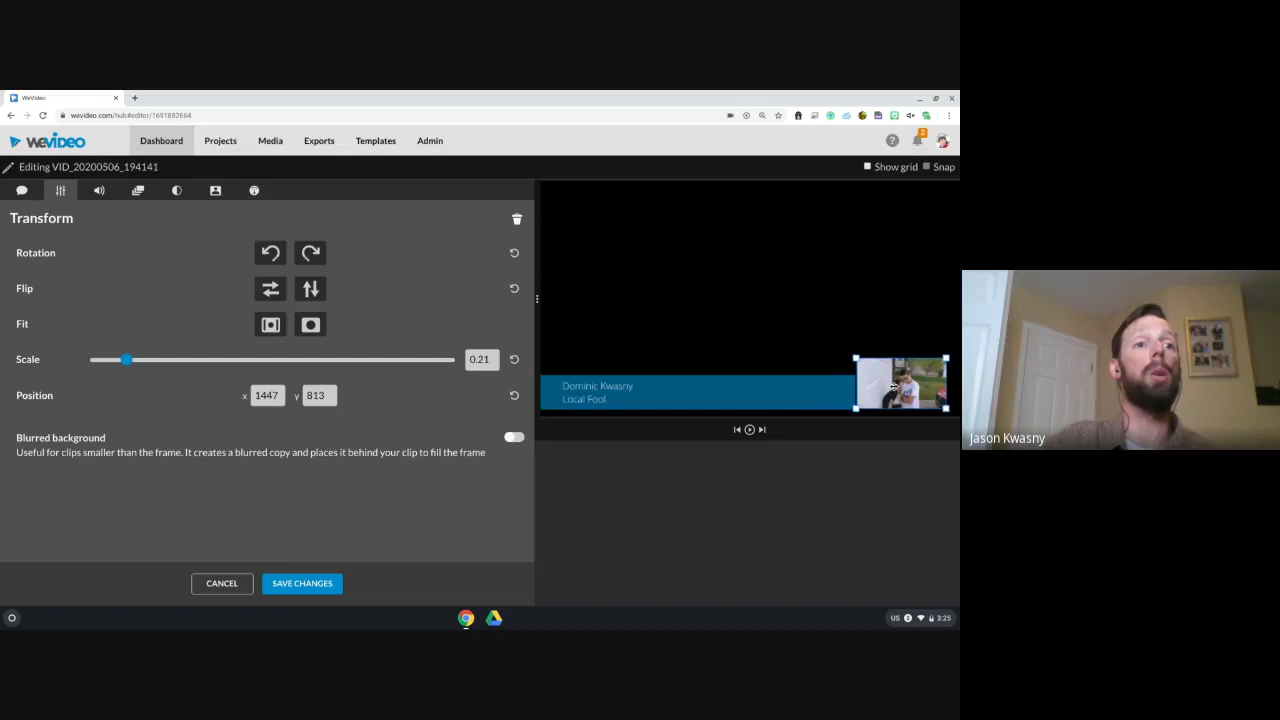 WeVideo
wevideo.com/hub#editor/1691882664
WEVIDEO
Dashboard Projects Media Exports Templates Admin
2
Editing VID_20200506_194141
Show grid Snap
Transform
Rotation
Flip
Fit
Scale 0.21
Position x 1447 y 813
Blurred background
Useful for clips smaller than the frame. It creates a blurred copy and places it behind your clip to fill the frame
CANCEL SAVE CHANGES
Dominic Kwasny
Local Fool
US 3:25
Jason Kwasny